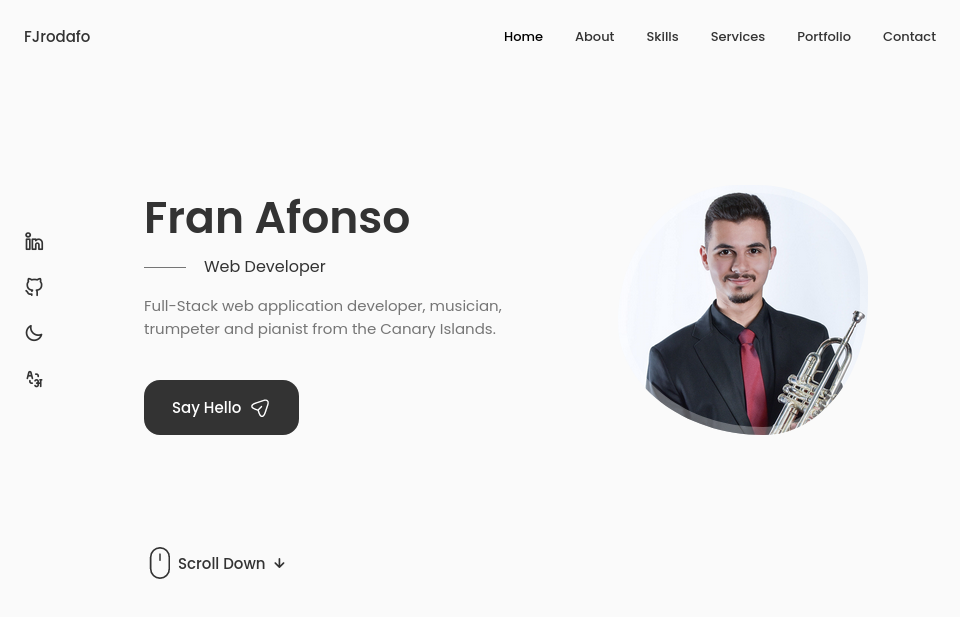 FJrodafo
Home About Skills Services Portfolio Contact
Fran Afonso
Web Developer
Full-Stack web application developer, musician,
trumpeter and pianist from the Canary Islands.
Say Hello
Scroll Down